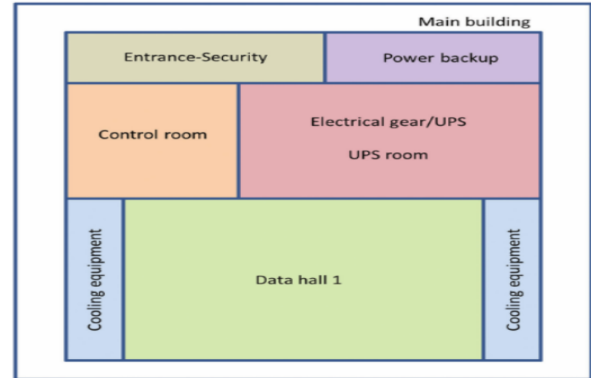 Main building
Entrance-Security
Power backup
Control room
Electrical gear/UPS
UPS room
Cooling equipment
Data hall 1
Cooling equipment